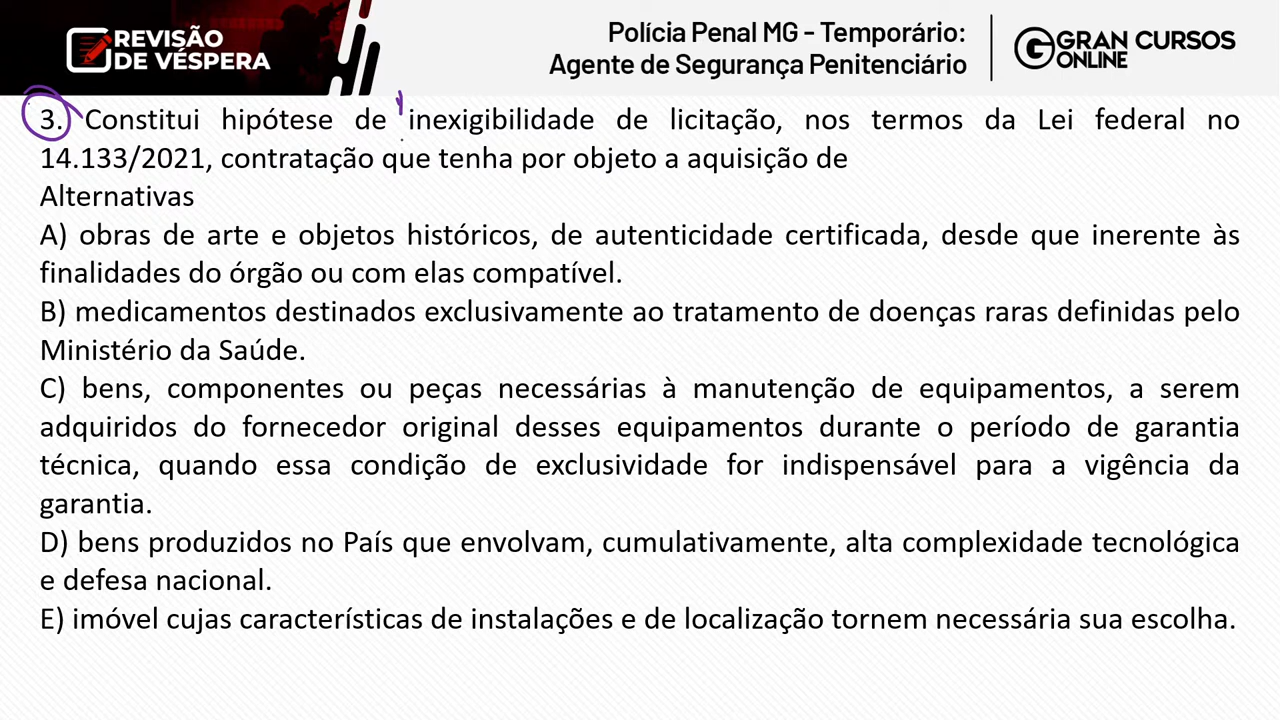 REVISÃO
DE VÉSPERA
Polícia Penal MG - Temporário:
Agente de Segurança Penitenciário
GRAN CURSOS
ONLINE
3. Constitui hipótese de inexigibilidade de licitação, nos termos da Lei federal no
14.133/2021, contratação que tenha por objeto a aquisição de
Alternativas
A) obras de arte e objetos históricos, de autenticidade certificada, desde que inerente às
finalidades do órgão ou com elas compatível.
B) medicamentos destinados exclusivamente ao tratamento de doenças raras definidas pelo
Ministério da Saúde.
C) bens, componentes ou peças necessárias à manutenção de equipamentos, a serem
adquiridos do fornecedor original desses equipamentos durante o período de garantia
técnica, quando essa condição de exclusividade for indispensável para a vigência da
garantia.
D) bens produzidos no País que envolvam, cumulativamente, alta complexidade tecnológica
e defesa nacional.
E) imóvel cujas características de instalações e de localização tornem necessária sua escolha.